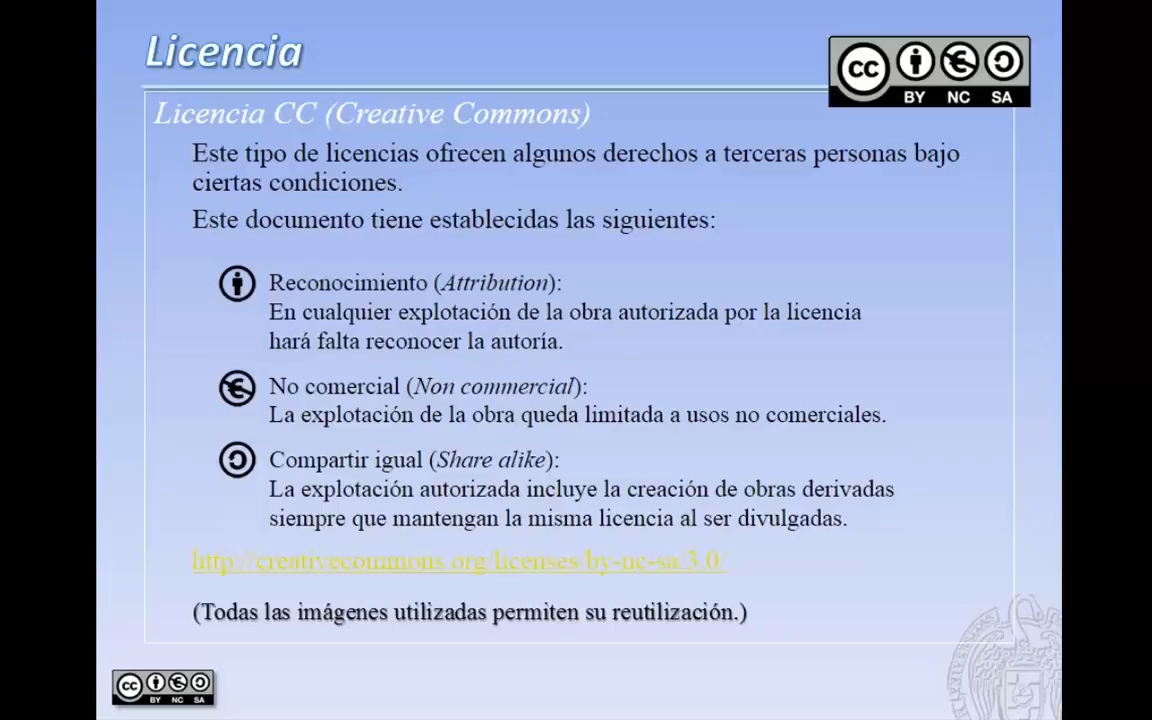 Licencia
CC
BY NC SA
Licencia CC (Creative Commons)
Este tipo de licencias ofrecen algunos derechos a terceras personas bajo
ciertas condiciones.
Este documento tiene establecidas las siguientes:
Reconocimiento (Attribution):
En cualquier explotación de la obra autorizada por la licencia
hará falta reconocer la autoría.
No comercial (Non commercial):
La explotación de la obra queda limitada a usos no comerciales.
Compartir igual (Share alike):
La explotación autorizada incluye la creación de obras derivadas
siempre que mantengan la misma licencia al ser divulgadas.
http://creativecommons.org/licenses/by-nc-sa/3.0/
(Todas las imágenes utilizadas permiten su reutilización.)
CC
BY NC SA